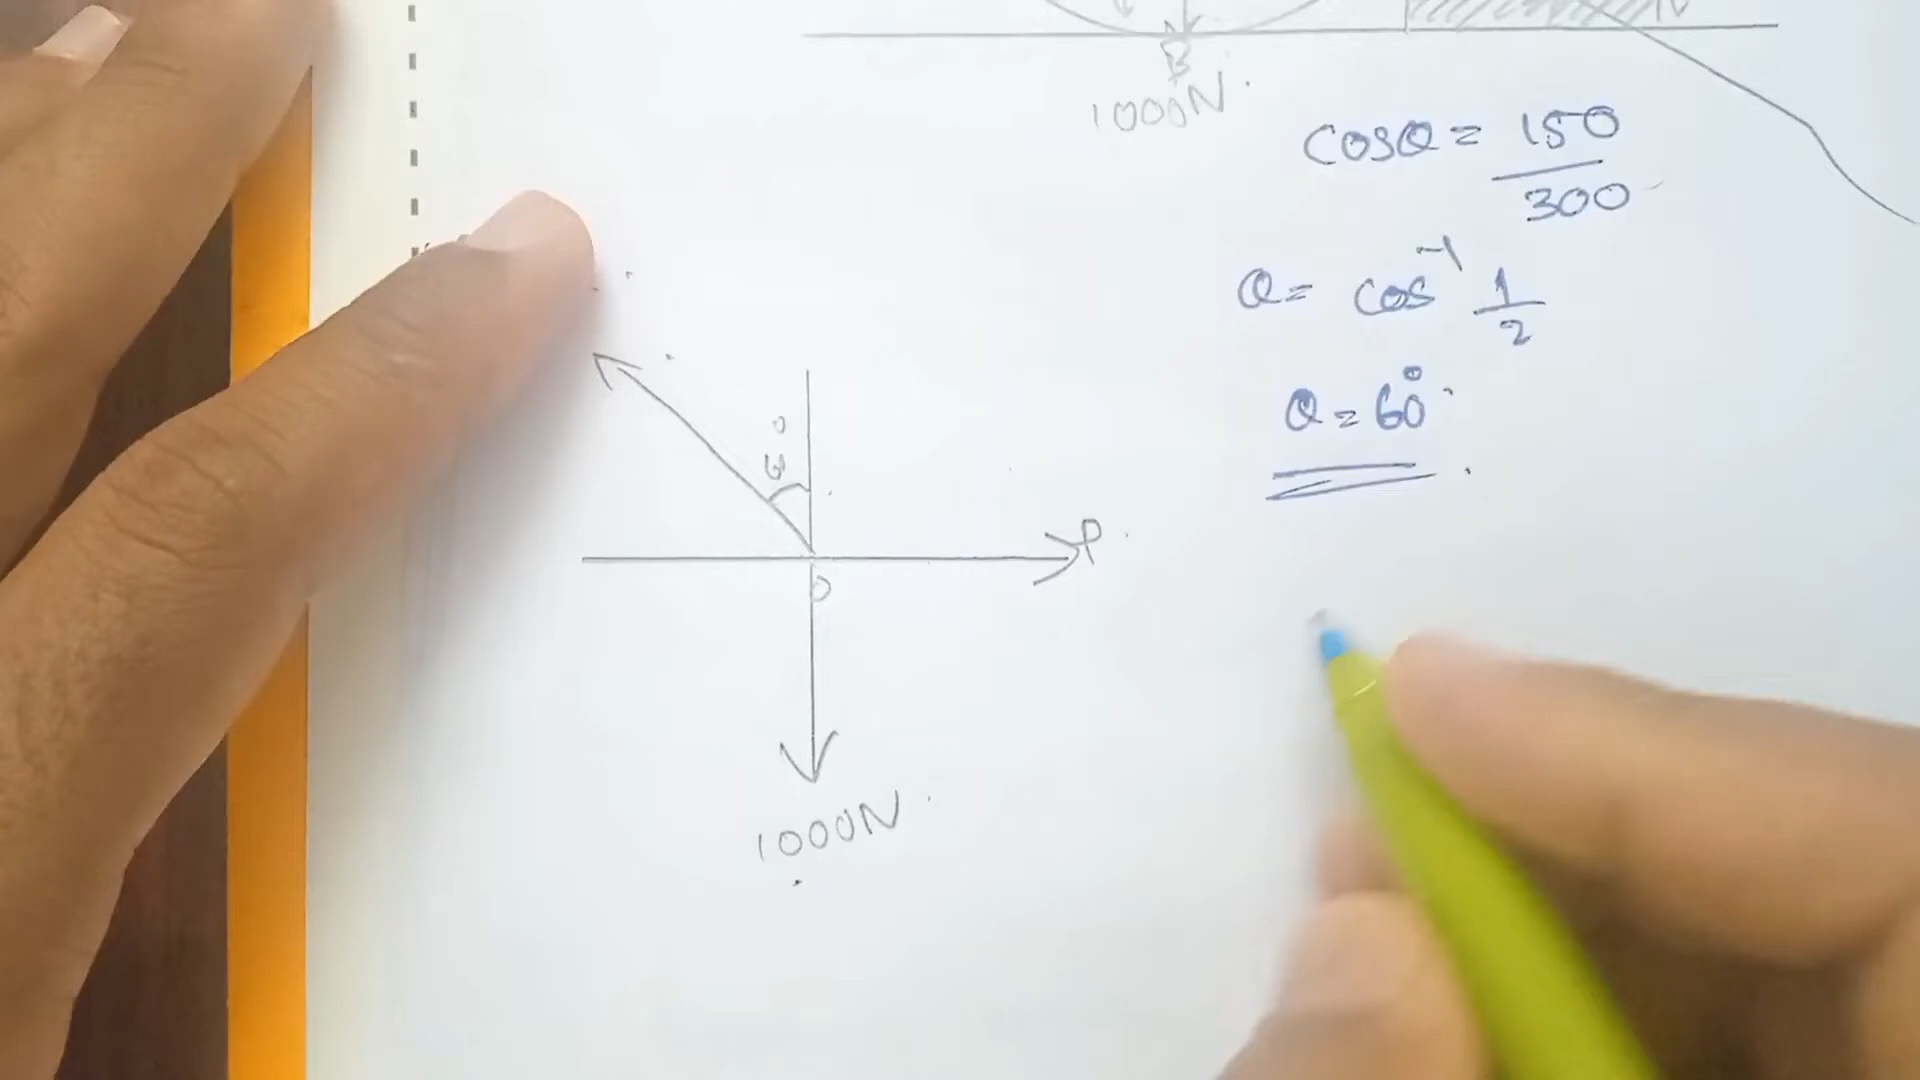 B
1000N
cosθ = 150
300
θ = cos⁻¹ 1
2
θ = 60°
60°
P
O
1000N